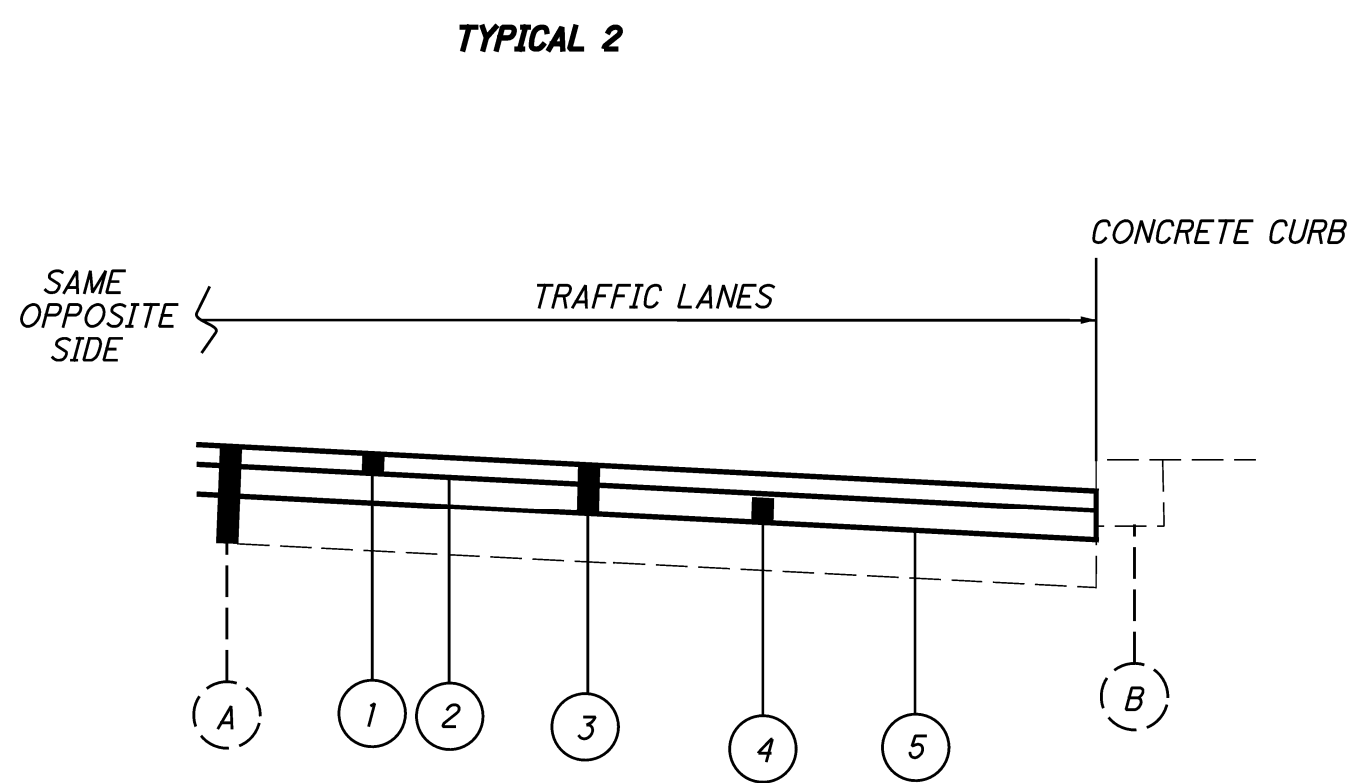 TYPICAL 2
CONCRETE CURB
SAME
OPPOSITE
SIDE
TRAFFIC LANES
A
1
2
3
4
5
B